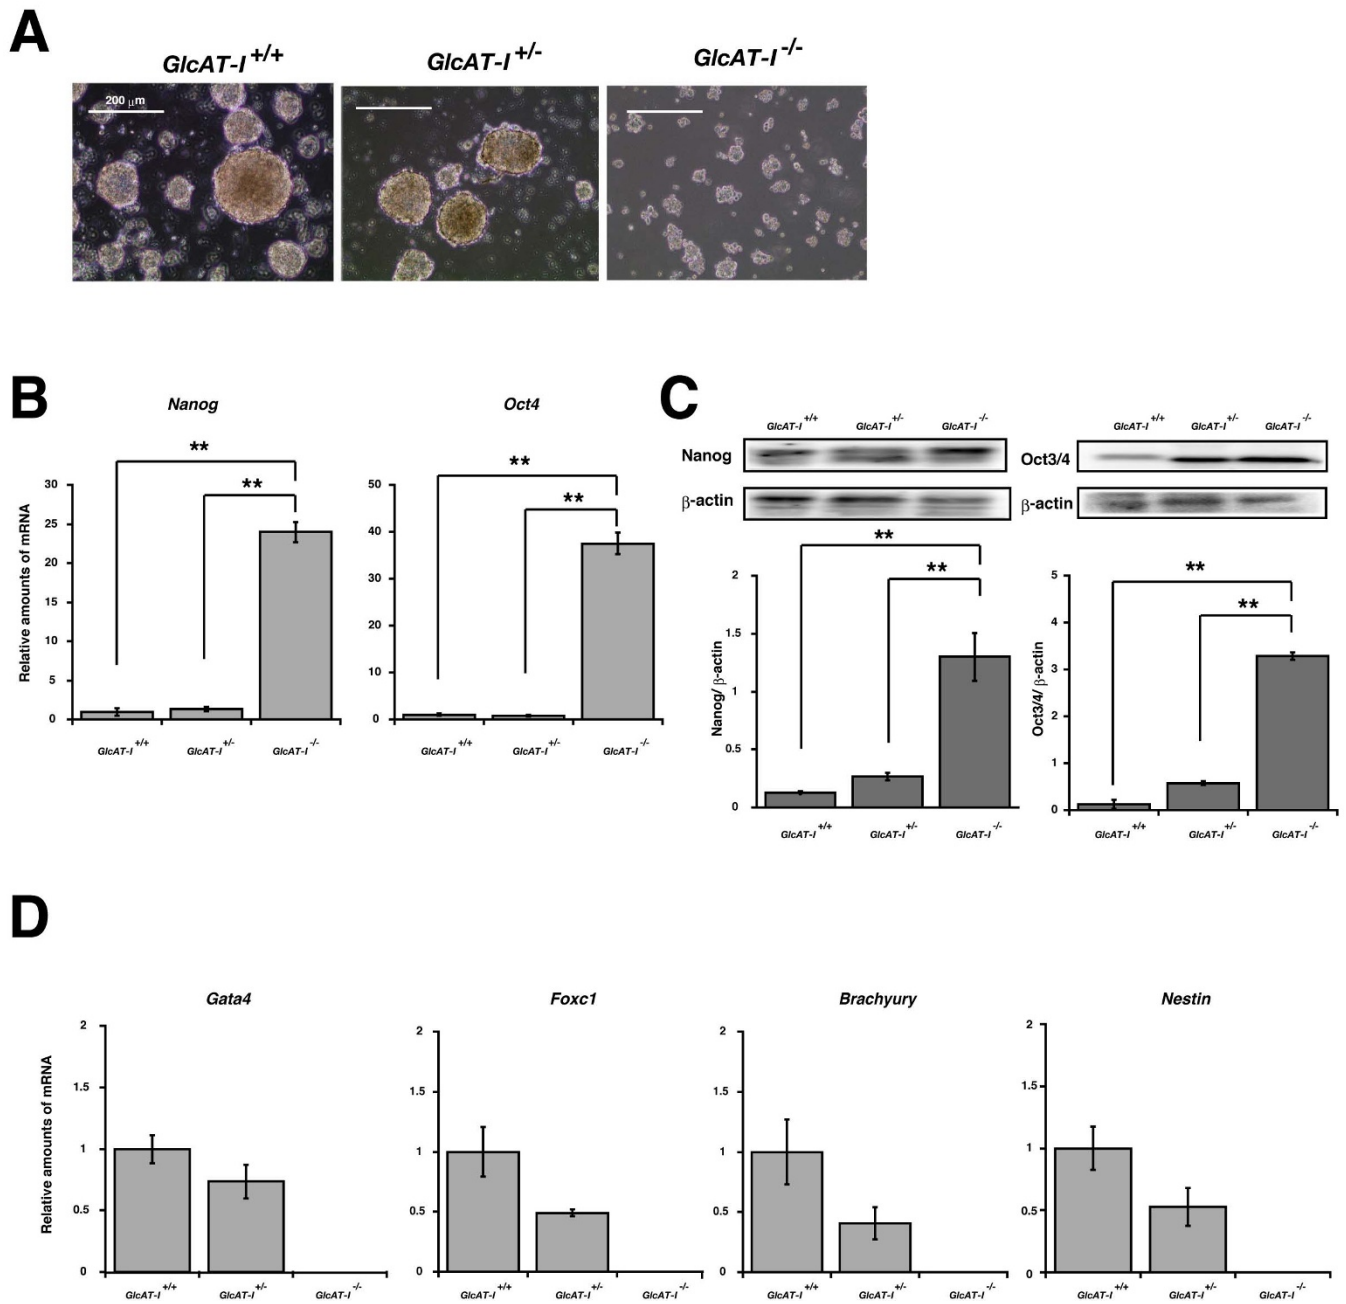 A
GlcAT-I +/+ GlcAT-I +/- GlcAT-I -/-
200 μm
B
Nanog Oct4
** **
** **
Relative amounts of mRNA
30
25
20
15
10
5
0
50
40
30
20
10
0
GlcAT-I +/+ GlcAT-I +/- GlcAT-I -/-
GlcAT-I +/+ GlcAT-I +/- GlcAT-I -/-
C
GlcAT-I +/+ GlcAT-I +/- GlcAT-I -/-
Nanog
β-actin
GlcAT-I +/+ GlcAT-I +/- GlcAT-I -/-
Oct3/4
β-actin
**
**
Nanog/ β-actin
2
1.5
1
0.5
0
GlcAT-I +/+ GlcAT-I +/- GlcAT-I -/-
**
**
Oct3/4/ β-actin
5
4
3
2
1
0
GlcAT-I +/+ GlcAT-I +/- GlcAT-I -/-
D
Gata4 Foxc1 Brachyury Nestin
Relative amounts of mRNA
2
1.5
1
0.5
0
GlcAT-I +/+ GlcAT-I +/- GlcAT-I -/-
2
1.5
1
0.5
0
GlcAT-I +/+ GlcAT-I +/- GlcAT-I -/-
2
1.5
1
0.5
0
GlcAT-I +/+ GlcAT-I +/- GlcAT-I -/-
2
1.5
1
0.5
0
GlcAT-I +/+ GlcAT-I +/- GlcAT-I -/-